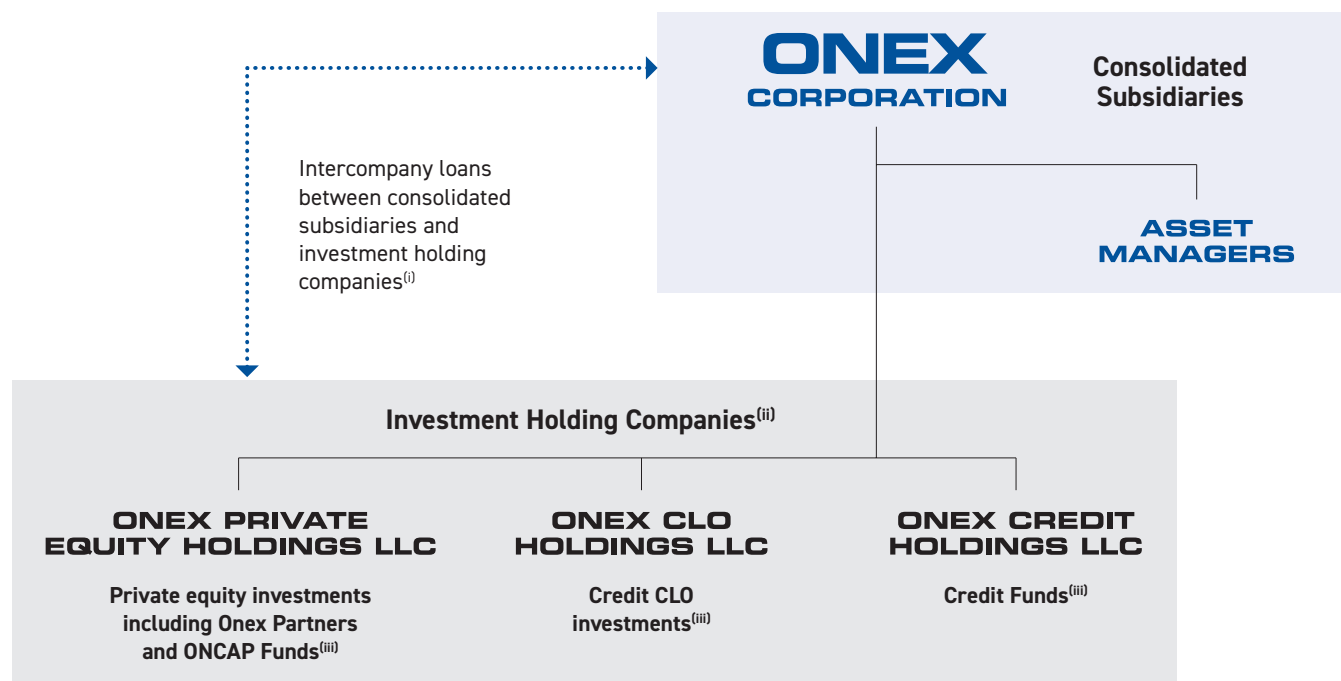 ONEX
CORPORATION
Consolidated
Subsidiaries
Intercompany loans
between consolidated
subsidiaries and
investment holding
companies(i)
ASSET
MANAGERS
Investment Holding Companies(ii)
ONEX PRIVATE
EQUITY HOLDINGS LLC
Private equity investments
including Onex Partners
and ONCAP Funds(iii)
ONEX CLO
HOLDINGS LLC
Credit CLO
investments(iii)
ONEX CREDIT
HOLDINGS LLC
Credit Funds(iii)